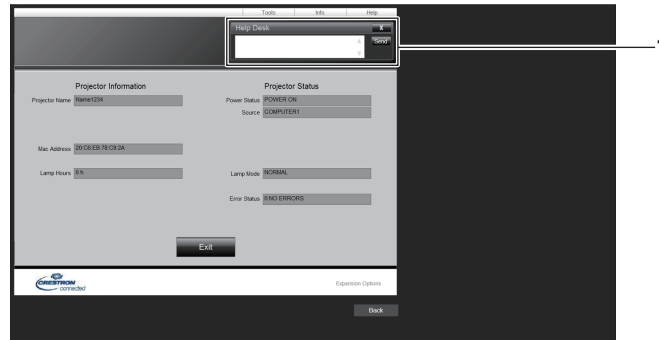 Tools Info Help
Help Desk X
Send
Projector Information Projector Status
Projector Name Name1234 Power Status POWER ON
Source COMPUTER1
Mac Address 20:C6:EB:78:C9:2A
Lamp Hours 8 h Lamp Mode NORMAL
Error Status 0:NO ERRORS
Exit
CRESTRON connected Expansion Options
Back